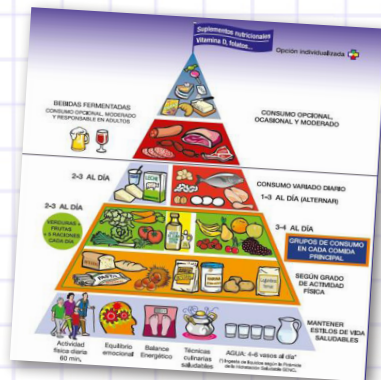 Suplementos nutricionales
Vitamina D, folatos...
Opción individualizada
BEBIDAS FERMENTADAS
CONSUMO OPCIONAL, MODERADO
Y RESPONSABLE EN ADULTOS
CONSUMO OPCIONAL,
OCASIONAL Y MODERADO
2-3 AL DÍA
LECHE
CONSUMO VARIADO DIARIO
1-3 AL DÍA (ALTERNAR)
2-3 AL DÍA
VERDURAS +
FRUTAS
+ 5 RACIONES
CADA DÍA
3-4 AL DÍA
GRUPOS DE CONSUMO
EN CADA COMIDA
PRINCIPAL
PASTA
SEGÚN GRADO
DE ACTIVIDAD
FÍSICA
MANTENER
ESTILOS DE VIDA
SALUDABLES
Actividad
física diaria
60 min.
Equilibrio
emocional
Balance
Energético
Técnicas
culinarias
saludables
AGUA: 4-6 vasos al día*